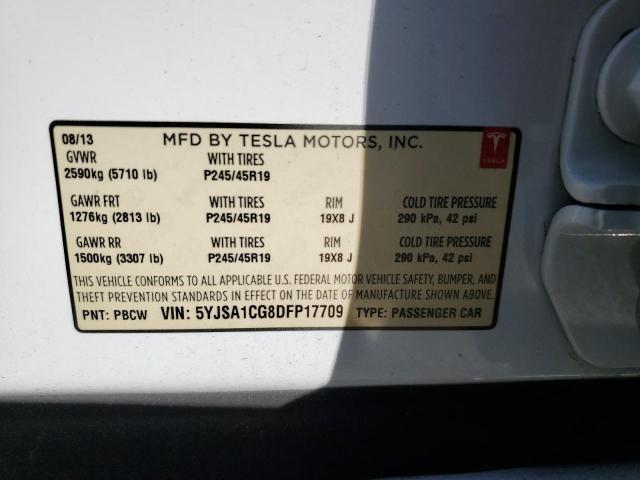 08/13 MFD BY TESLA MOTORS, INC.
GVWR WITH TIRES
2590kg (5710 lb) P245/45R19
TESLA
GAWR FRT WITH TIRES RIM COLD TIRE PRESSURE
1276kg (2813 lb) P245/45R19 19X8 J 290 kPa, 42 psi
GAWR RR WITH TIRES RIM COLD TIRE PRESSURE
1500kg (3307 lb) P245/45R19 19X8 J 290 kPa, 42 psi
THIS VEHICLE CONFORMS TO ALL APPLICABLE U.S. FEDERAL MOTOR VEHICLE SAFETY, BUMPER, AND
THEFT PREVENTION STANDARDS IN EFFECT ON THE DATE OF MANUFACTURE SHOWN ABOVE.
PNT: PBCW VIN: 5YJSA1CG8DFP17709 TYPE: PASSENGER CAR